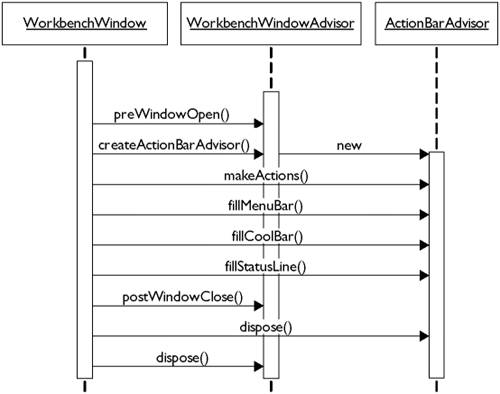 WorkbenchWindow
WorkbenchWindowAdvisor
ActionBarAdvisor
preWindowOpen()
createActionBarAdvisor()
new
makeActions()
fillMenuBar()
fillCoolBar()
fillStatusLine()
postWindowClose()
dispose()
dispose()